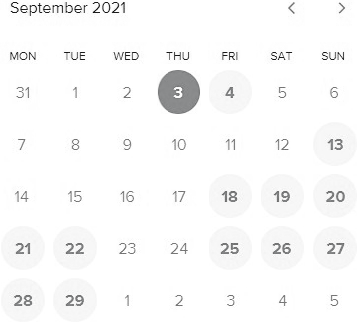 September 2021
MON TUE WED THU FRI SAT SUN
31 1 2 3 4 5 6
7 8 9 10 11 12 13
14 15 16 17 18 19 20
21 22 23 24 25 26 27
28 29 1 2 3 4 5